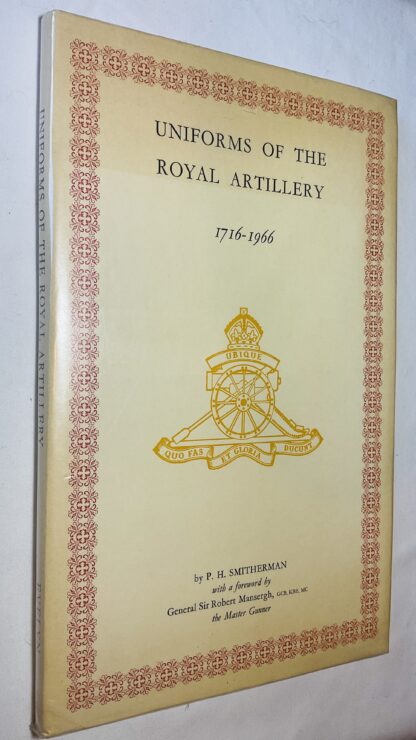 UNIFORMS OF THE
ROYAL ARTILLERY
1716-1966
UBIQUE
QUO FAS ET GLORIA DUCUNT
by P. H. SMITHERMAN
with a foreword by
General Sir Robert Mansergh, GCB, KBE, MC
the Master Gunner
UNIFORMS OF THE ROYAL ARTILLERY